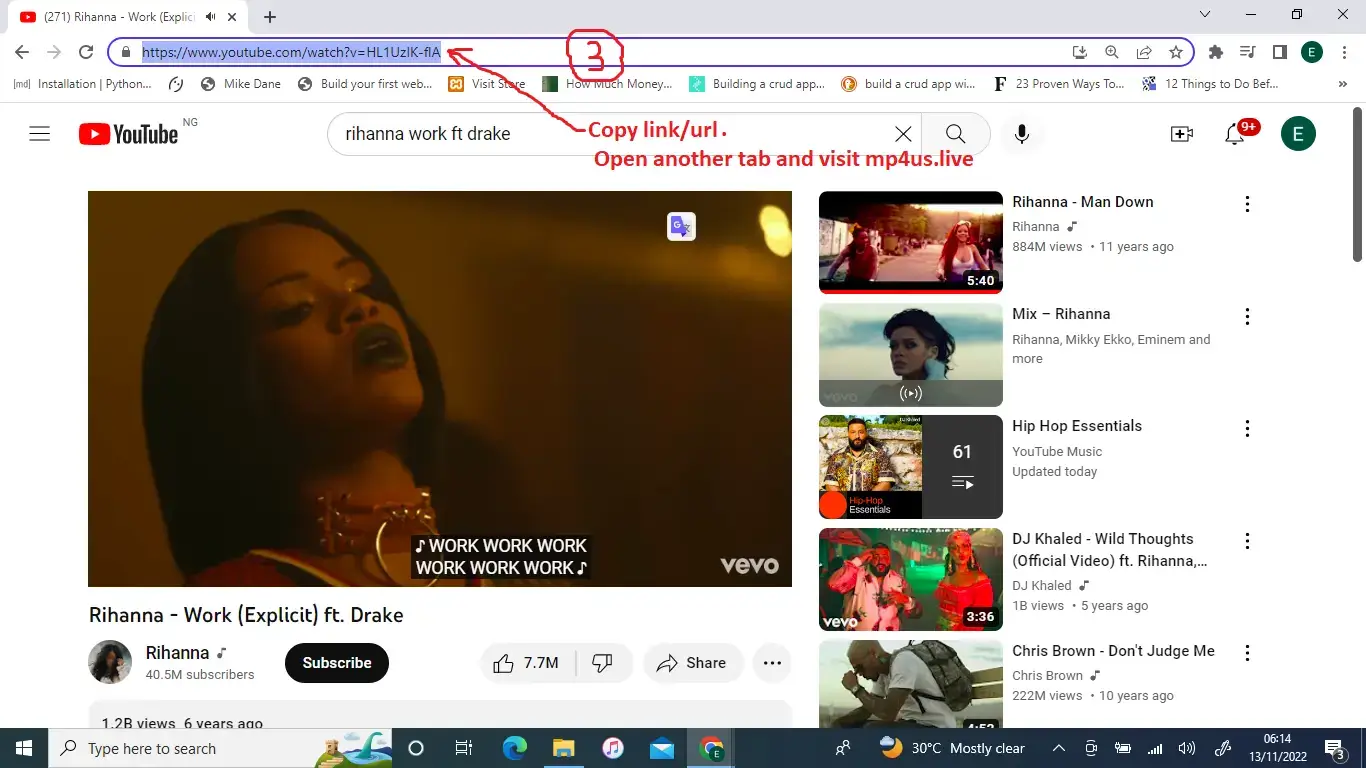 (271) Rihanna - Work (Explic
https://www.youtube.com/watch?v=HL1UzIK-flA
3
E
[md] Installation | Python...
Mike Dane
Build your first web...
Visit Store
How Much Money...
Building a crud app...
build a crud app wi...
F 23 Proven Ways To...
12 Things to Do Bef...
»
YouTube NG
rihanna work ft drake
9+
E
Copy link/url .
Open another tab and visit mp4us.live
♪ WORK WORK WORK
WORK WORK WORK ♪
vevo
Rihanna - Work (Explicit) ft. Drake
Rihanna
40.5M subscribers
Subscribe
7.7M
Share
1.2B views 6 years ago
5:40
Rihanna - Man Down
Rihanna
884M views • 11 years ago
vevo
Mix – Rihanna
Rihanna, Mikky Ekko, Eminem and
more
DJ Khaled
Hip-Hop
Essentials
61
Hip Hop Essentials
YouTube Music
Updated today
vevo
3:36
DJ Khaled - Wild Thoughts
(Official Video) ft. Rihanna,...
DJ Khaled
1B views • 5 years ago
Chris Brown - Don't Judge Me
Chris Brown
222M views • 10 years ago
Type here to search
E
30°C Mostly clear
06:14
13/11/2022
3